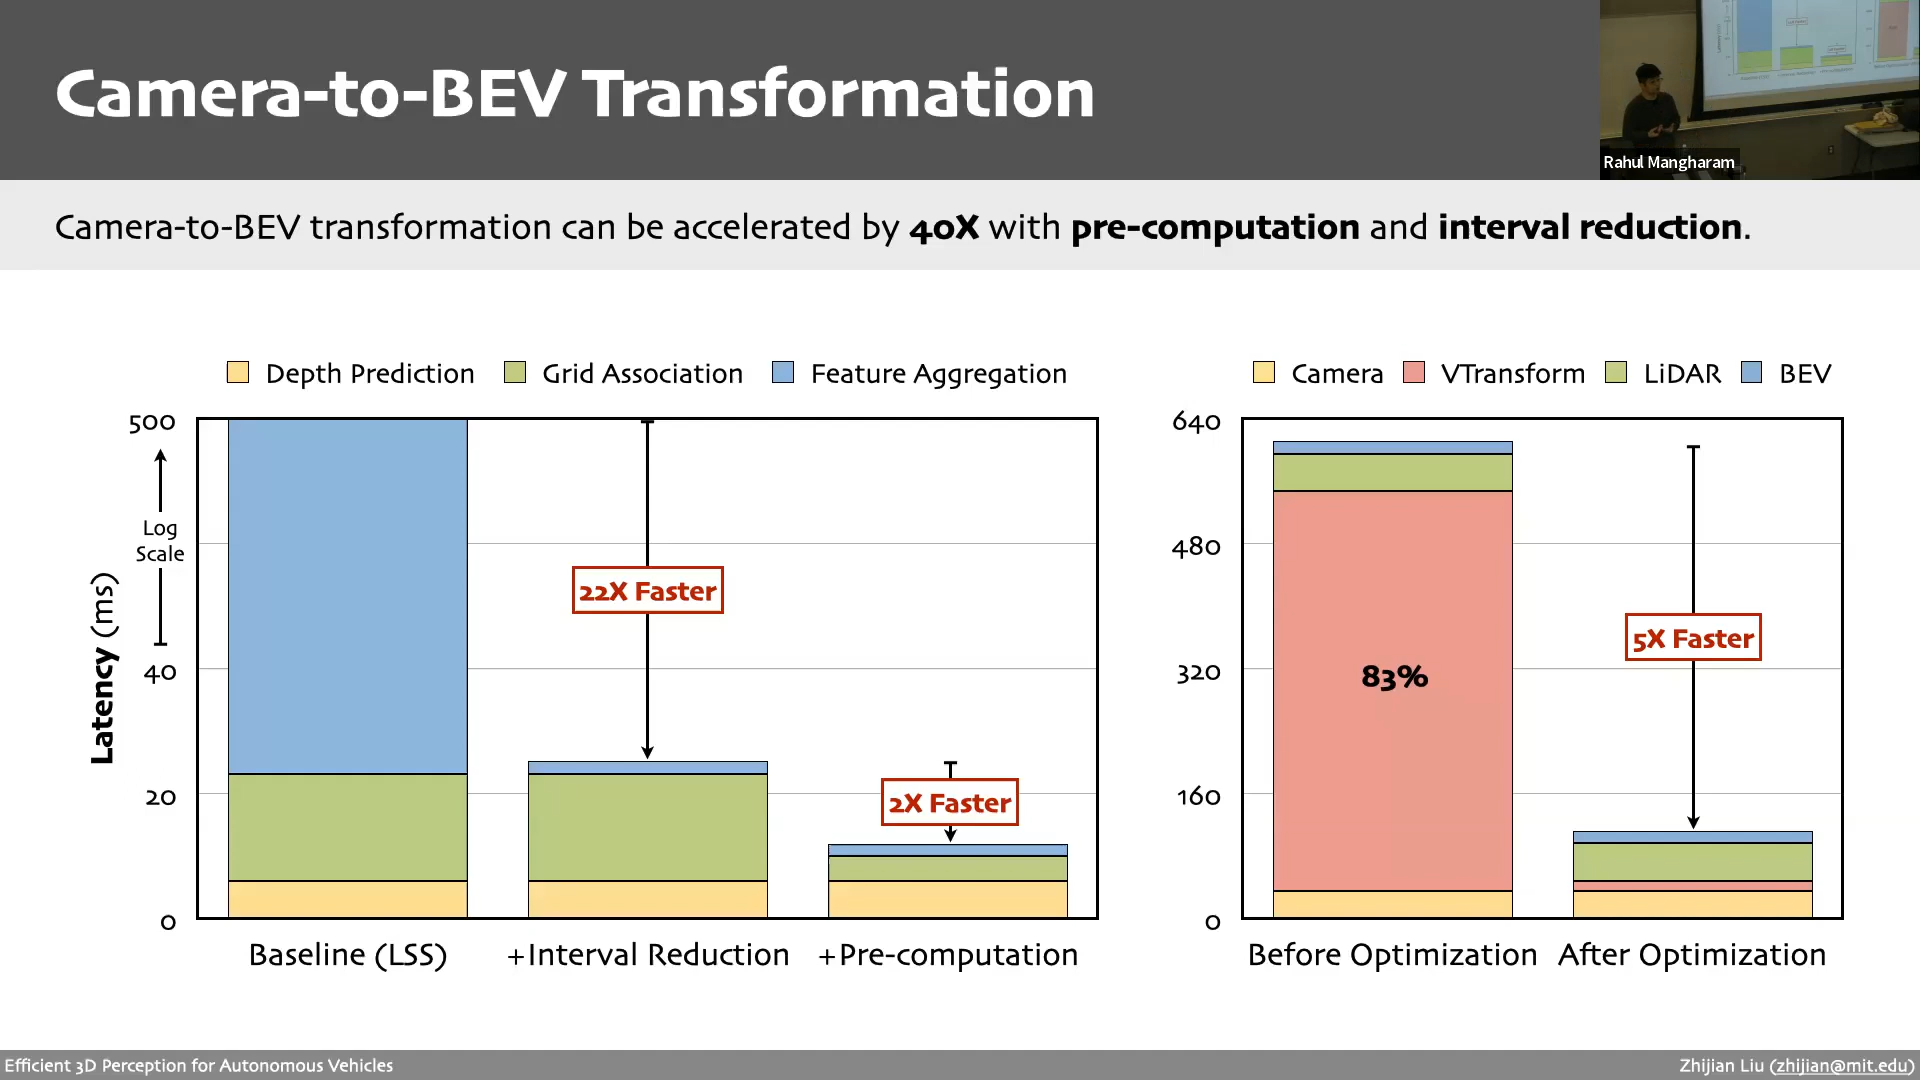 Camera-to-BEV Transformation
Rahul Mangharam
Camera-to-BEV transformation can be accelerated by 40X with pre-computation and interval reduction.
Depth Prediction Grid Association Feature Aggregation
500
Log
Scale
40
20
0
Latency (ms)
22X Faster
2X Faster
Baseline (LSS) +Interval Reduction +Pre-computation
Camera VTransform LiDAR BEV
640
480
320
160
0
83%
5X Faster
Before Optimization After Optimization
Efficient 3D Perception for Autonomous Vehicles
Zhijian Liu (zhijian@mit.edu)